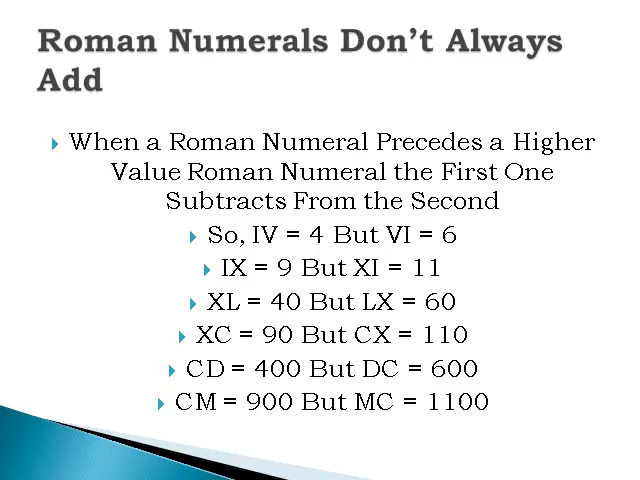 Roman Numerals Don’t Always
Add
When a Roman Numeral Precedes a Higher
Value Roman Numeral the First One
Subtracts From the Second
So, IV = 4 But VI = 6
IX = 9 But XI = 11
XL = 40 But LX = 60
XC = 90 But CX = 110
CD = 400 But DC = 600
CM = 900 But MC = 1100